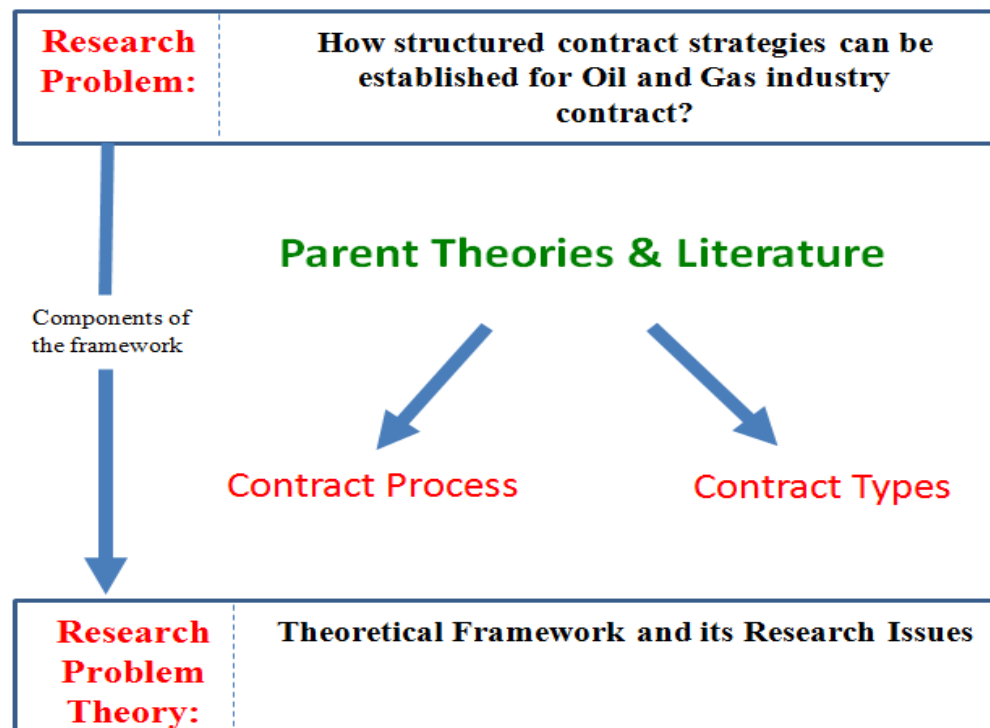 Research
Problem:
How structured contract strategies can be
established for Oil and Gas industry
contract?
Parent Theories & Literature
Components of
the framework
Contract Process
Contract Types
Research
Problem
Theory:
Theoretical Framework and its Research Issues